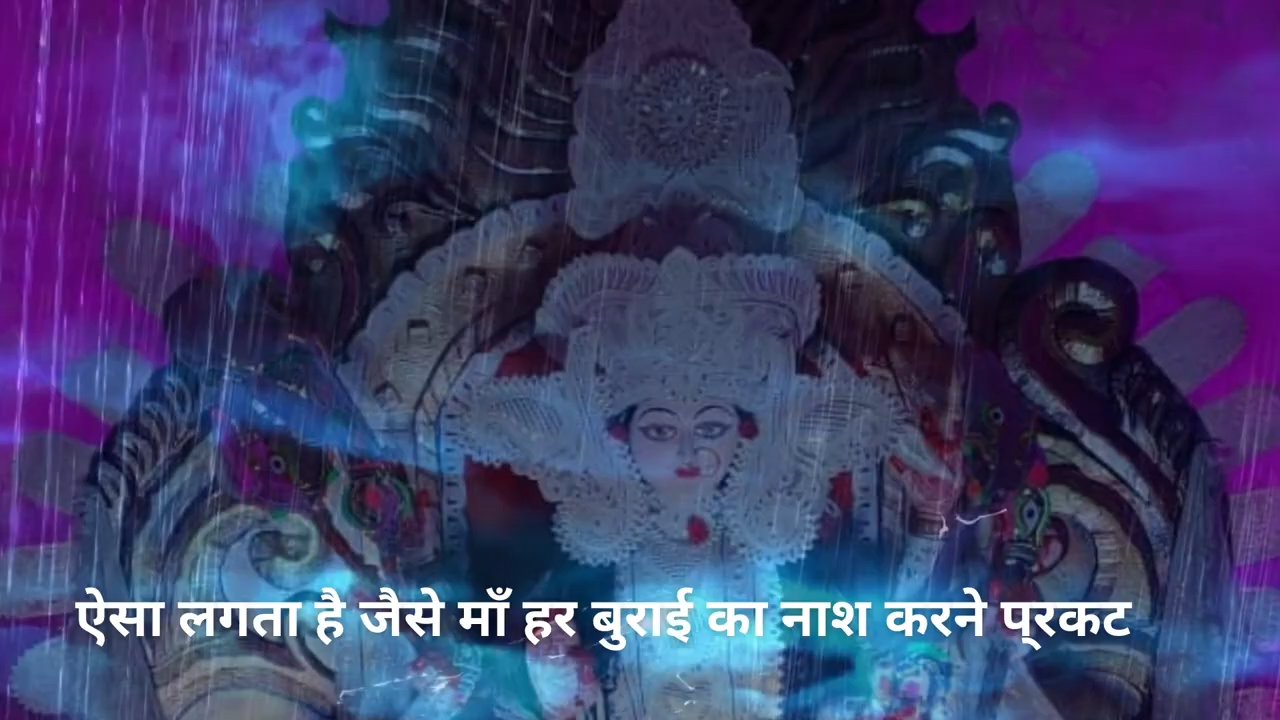 ऐसा लगता है जैसे माँ हर बुराई का नाश करने प्रकट